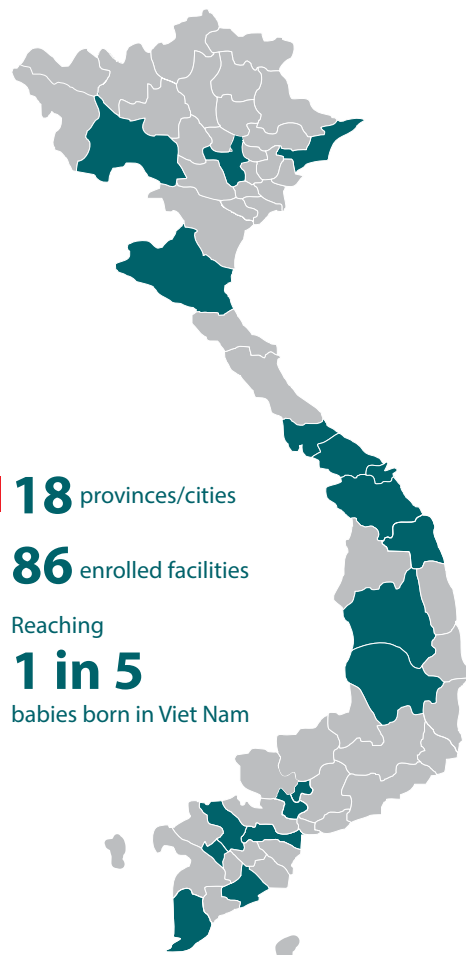 18 provinces/cities
86 enrolled facilities
Reaching
1 in 5
babies born in Viet Nam